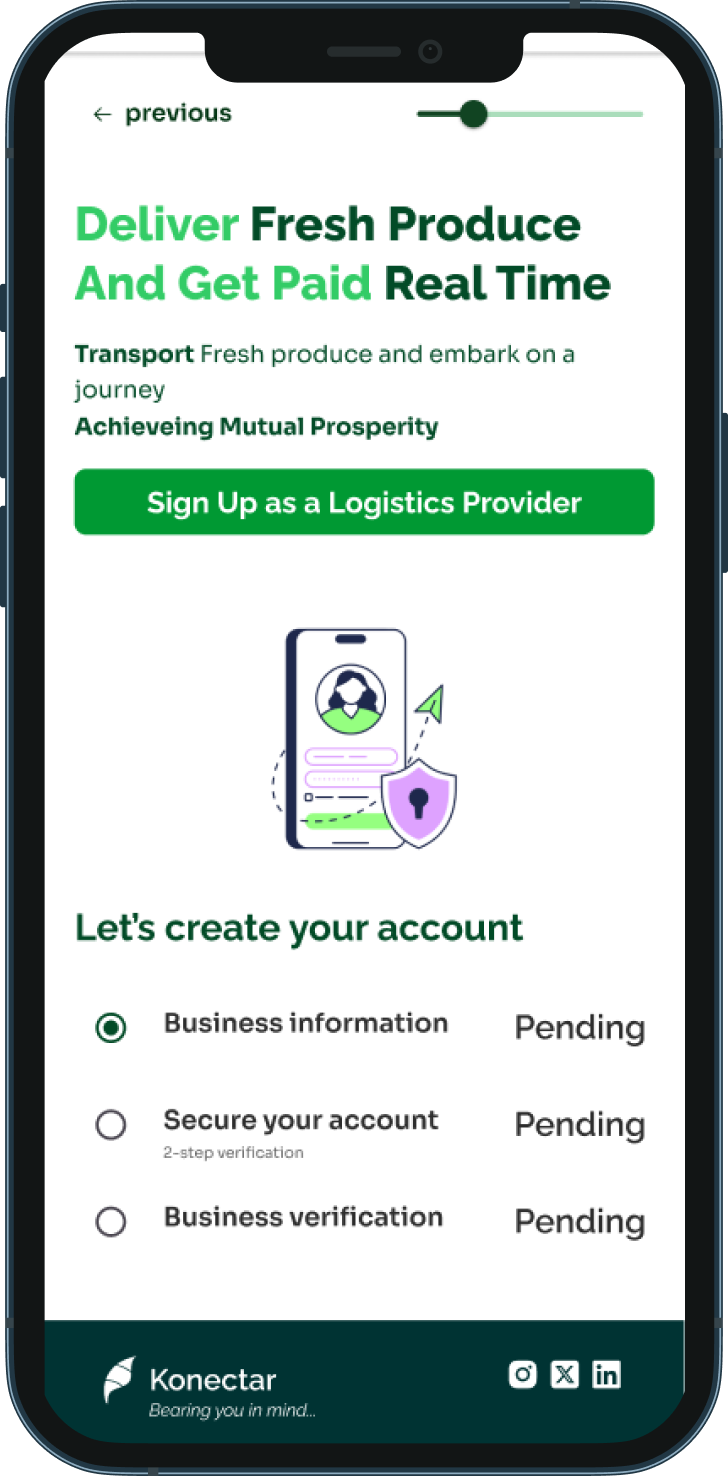 ← previous
Deliver Fresh Produce
And Get Paid Real Time
Transport Fresh produce and embark on a
journey
Achieveing Mutual Prosperity
Sign Up as a Logistics Provider
Let’s create your account
Business information Pending
Secure your account Pending
2-step verification
Business verification Pending
Konectar
Bearing you in mind...